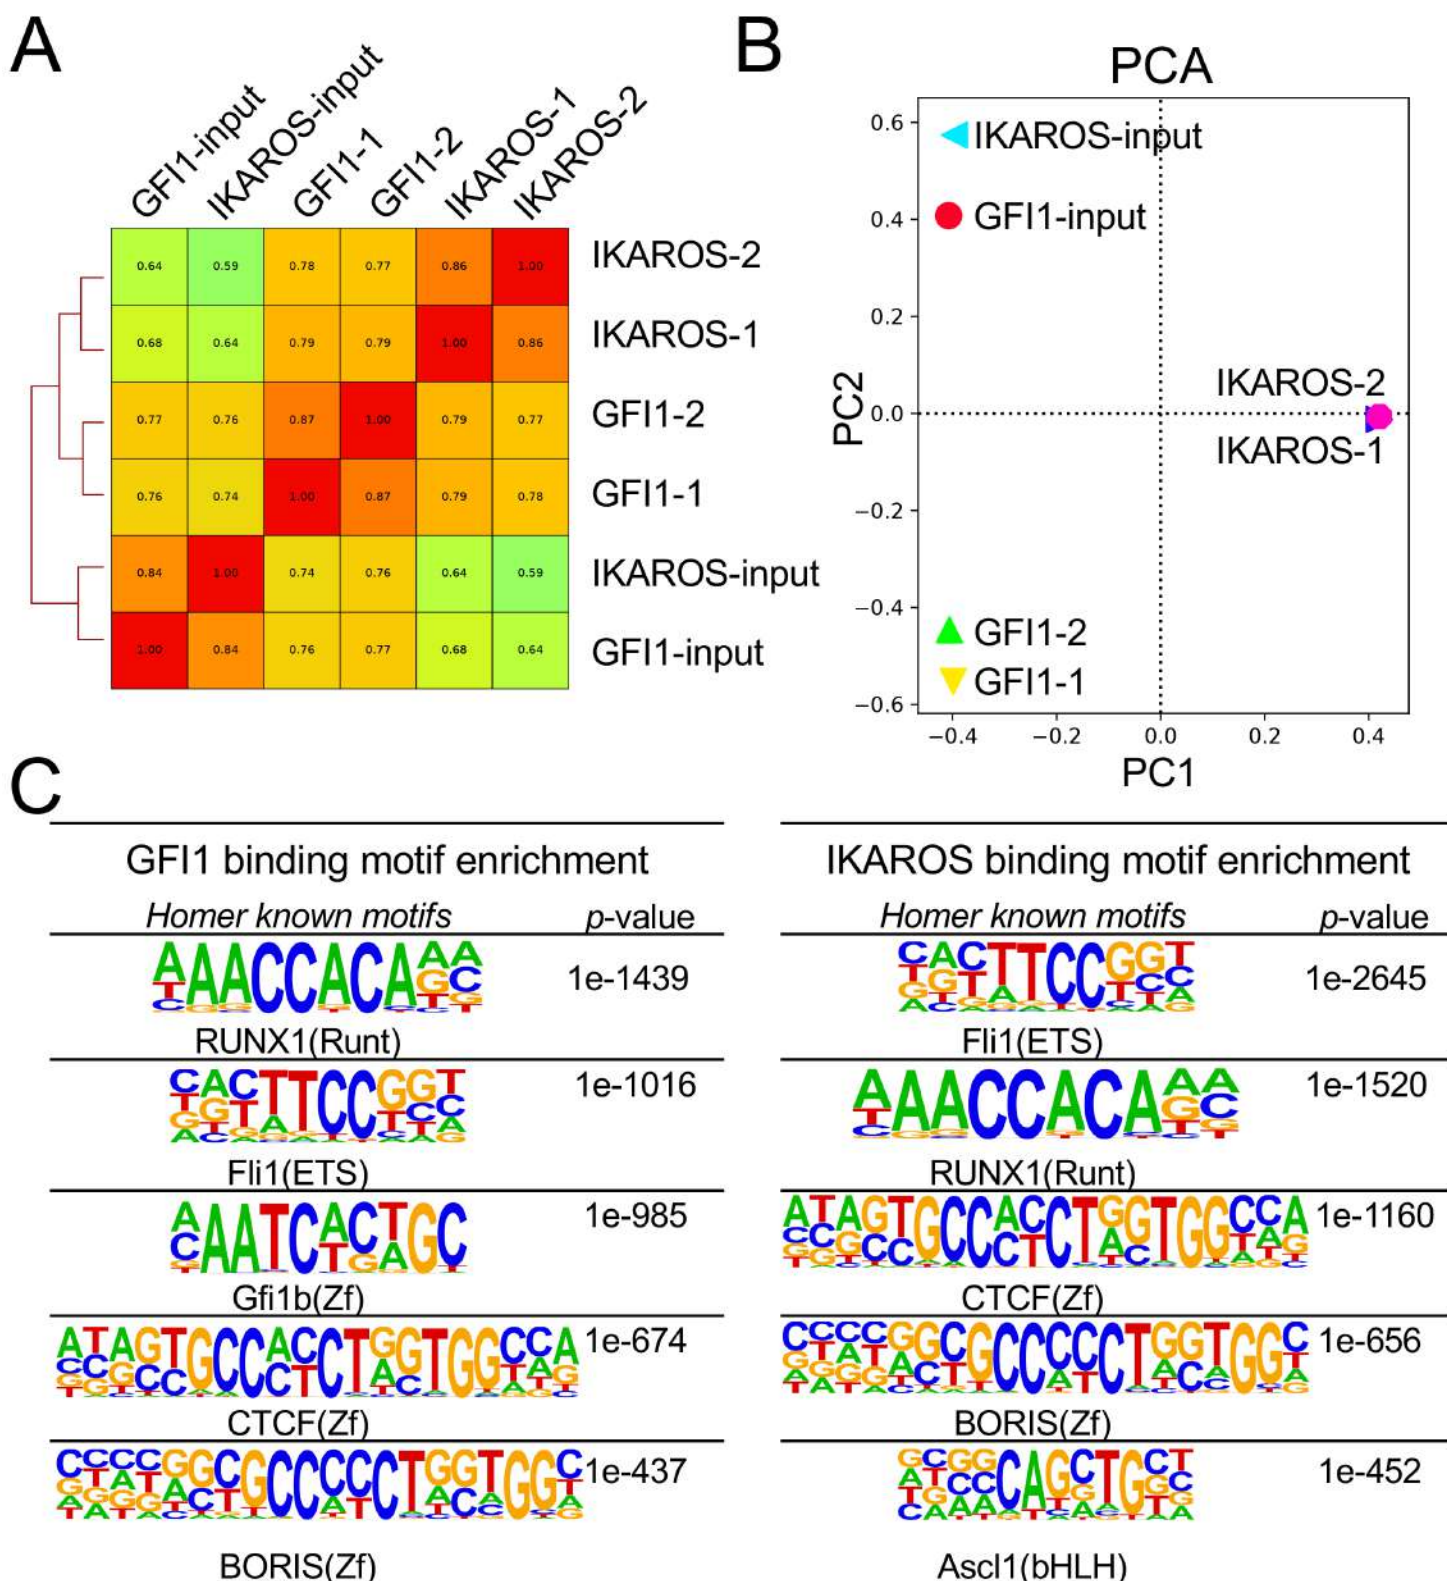 A
GFI1-input
IKAROS-input
GFI1-1
GFI1-2
IKAROS-1
IKAROS-2
0.64 0.59 0.78 0.77 0.86 1.00 IKAROS-2
0.68 0.64 0.79 0.79 1.00 0.86 IKAROS-1
0.77 0.76 0.87 1.00 0.79 0.77 GFI1-2
0.76 0.74 1.00 0.87 0.79 0.78 GFI1-1
0.84 1.00 0.74 0.76 0.64 0.59 IKAROS-input
1.00 0.84 0.76 0.77 0.68 0.64 GFI1-input
B
PCA
0.6
0.4
0.2
0.0
−0.2
−0.4
−0.6
PC2
IKAROS-input
GFI1-input
IKAROS-2
IKAROS-1
GFI1-2
GFI1-1
−0.4 −0.2 0.0 0.2 0.4
PC1
C
GFI1 binding motif enrichment
Homer known motifs p-value
AAACCACAAA 1e-1439
RUNX1(Runt)
CACTTCCGGT 1e-1016
Fli1(ETS)
AAATCACTGC 1e-985
Gfi1b(Zf)
ATAGTGCCACCTGGTGGCCA 1e-674
CTCF(Zf)
CCCCGGCGCCCCCTGGTGGC 1e-437
BORIS(Zf)
IKAROS binding motif enrichment
Homer known motifs p-value
CACTTCCGGT 1e-2645
Fli1(ETS)
AAACCACAAA 1e-1520
RUNX1(Runt)
ATAGTGCCACCTGGTGGCCA 1e-1160
CTCF(Zf)
CCCCGGCGCCCCCTGGTGGC 1e-656
BORIS(Zf)
GCGGCAGCTGCT 1e-452
Ascl1(bHLH)